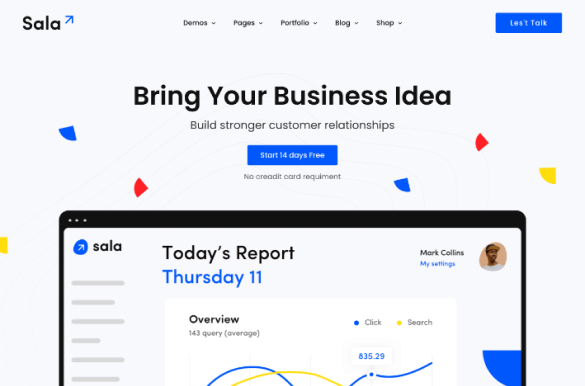 Sala
Demos Pages Portfolio Blog Shop
Les't Talk
Bring Your Business Idea
Build stronger customer relationships
Start 14 days Free
No creadit card requiment
sala
Today's Report
Thursday 11
Mark Collins
My settings
Overview
143 query (average)
Click Search
835.29